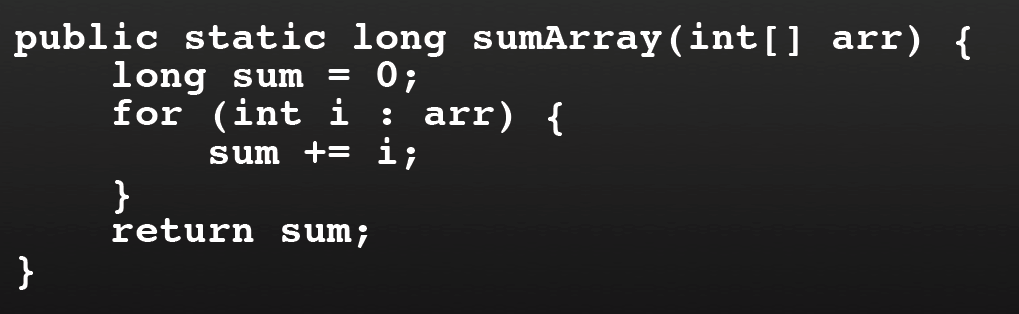 public static long sumArray(int[] arr) {
    long sum = 0;
    for (int i : arr) {
        sum += i;
    }
    return sum;
}